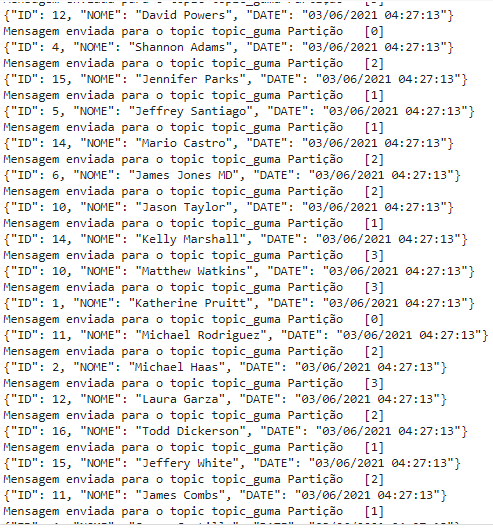 Mensagem enviada para o topic topic_guma Partição [0]
{"ID": 12, "NOME": "David Powers", "DATE": "03/06/2021 04:27:13"}
Mensagem enviada para o topic topic_guma Partição [0]
{"ID": 4, "NOME": "Shannon Adams", "DATE": "03/06/2021 04:27:13"}
Mensagem enviada para o topic topic_guma Partição [2]
{"ID": 15, "NOME": "Jennifer Parks", "DATE": "03/06/2021 04:27:13"}
Mensagem enviada para o topic topic_guma Partição [1]
{"ID": 5, "NOME": "Jeffrey Santiago", "DATE": "03/06/2021 04:27:13"}
Mensagem enviada para o topic topic_guma Partição [1]
{"ID": 14, "NOME": "Mario Castro", "DATE": "03/06/2021 04:27:13"}
Mensagem enviada para o topic topic_guma Partição [2]
{"ID": 6, "NOME": "James Jones MD", "DATE": "03/06/2021 04:27:13"}
Mensagem enviada para o topic topic_guma Partição [2]
{"ID": 10, "NOME": "Jason Taylor", "DATE": "03/06/2021 04:27:13"}
Mensagem enviada para o topic topic_guma Partição [1]
{"ID": 14, "NOME": "Kelly Marshall", "DATE": "03/06/2021 04:27:13"}
Mensagem enviada para o topic topic_guma Partição [3]
{"ID": 10, "NOME": "Matthew Watkins", "DATE": "03/06/2021 04:27:13"}
Mensagem enviada para o topic topic_guma Partição [3]
{"ID": 1, "NOME": "Katherine Pruitt", "DATE": "03/06/2021 04:27:13"}
Mensagem enviada para o topic topic_guma Partição [0]
{"ID": 11, "NOME": "Michael Rodriguez", "DATE": "03/06/2021 04:27:13"}
Mensagem enviada para o topic topic_guma Partição [2]
{"ID": 2, "NOME": "Michael Haas", "DATE": "03/06/2021 04:27:13"}
Mensagem enviada para o topic topic_guma Partição [3]
{"ID": 12, "NOME": "Laura Garza", "DATE": "03/06/2021 04:27:13"}
Mensagem enviada para o topic topic_guma Partição [2]
{"ID": 16, "NOME": "Todd Dickerson", "DATE": "03/06/2021 04:27:13"}
Mensagem enviada para o topic topic_guma Partição [1]
{"ID": 15, "NOME": "Jeffery White", "DATE": "03/06/2021 04:27:13"}
Mensagem enviada para o topic topic_guma Partição [2]
{"ID": 11, "NOME": "James Combs", "DATE": "03/06/2021 04:27:13"}
Mensagem enviada para o topic topic_guma Partição [1]